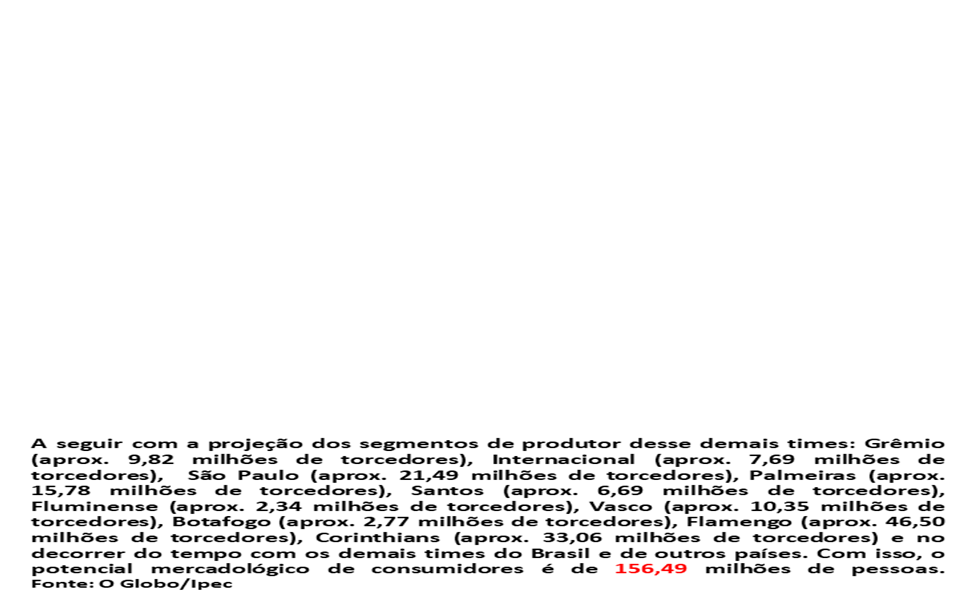 A seguir com a projeção dos segmentos de produtor desse demais times: Grêmio
(aprox. 9,82 milhões de torcedores), Internacional (aprox. 7,69 milhões de
torcedores), São Paulo (aprox. 21,49 milhões de torcedores), Palmeiras (aprox.
15,78 milhões de torcedores), Santos (aprox. 6,69 milhões de torcedores),
Fluminense (aprox. 2,34 milhões de torcedores), Vasco (aprox. 10,35 milhões de
torcedores), Botafogo (aprox. 2,77 milhões de torcedores), Flamengo (aprox. 46,50
milhões de torcedores), Corinthians (aprox. 33,06 milhões de torcedores) e no
decorrer do tempo com os demais times do Brasil e de outros países. Com isso, o
potencial mercadológico de consumidores é de 156,49 milhões de pessoas.
Fonte: O Globo/Ipec